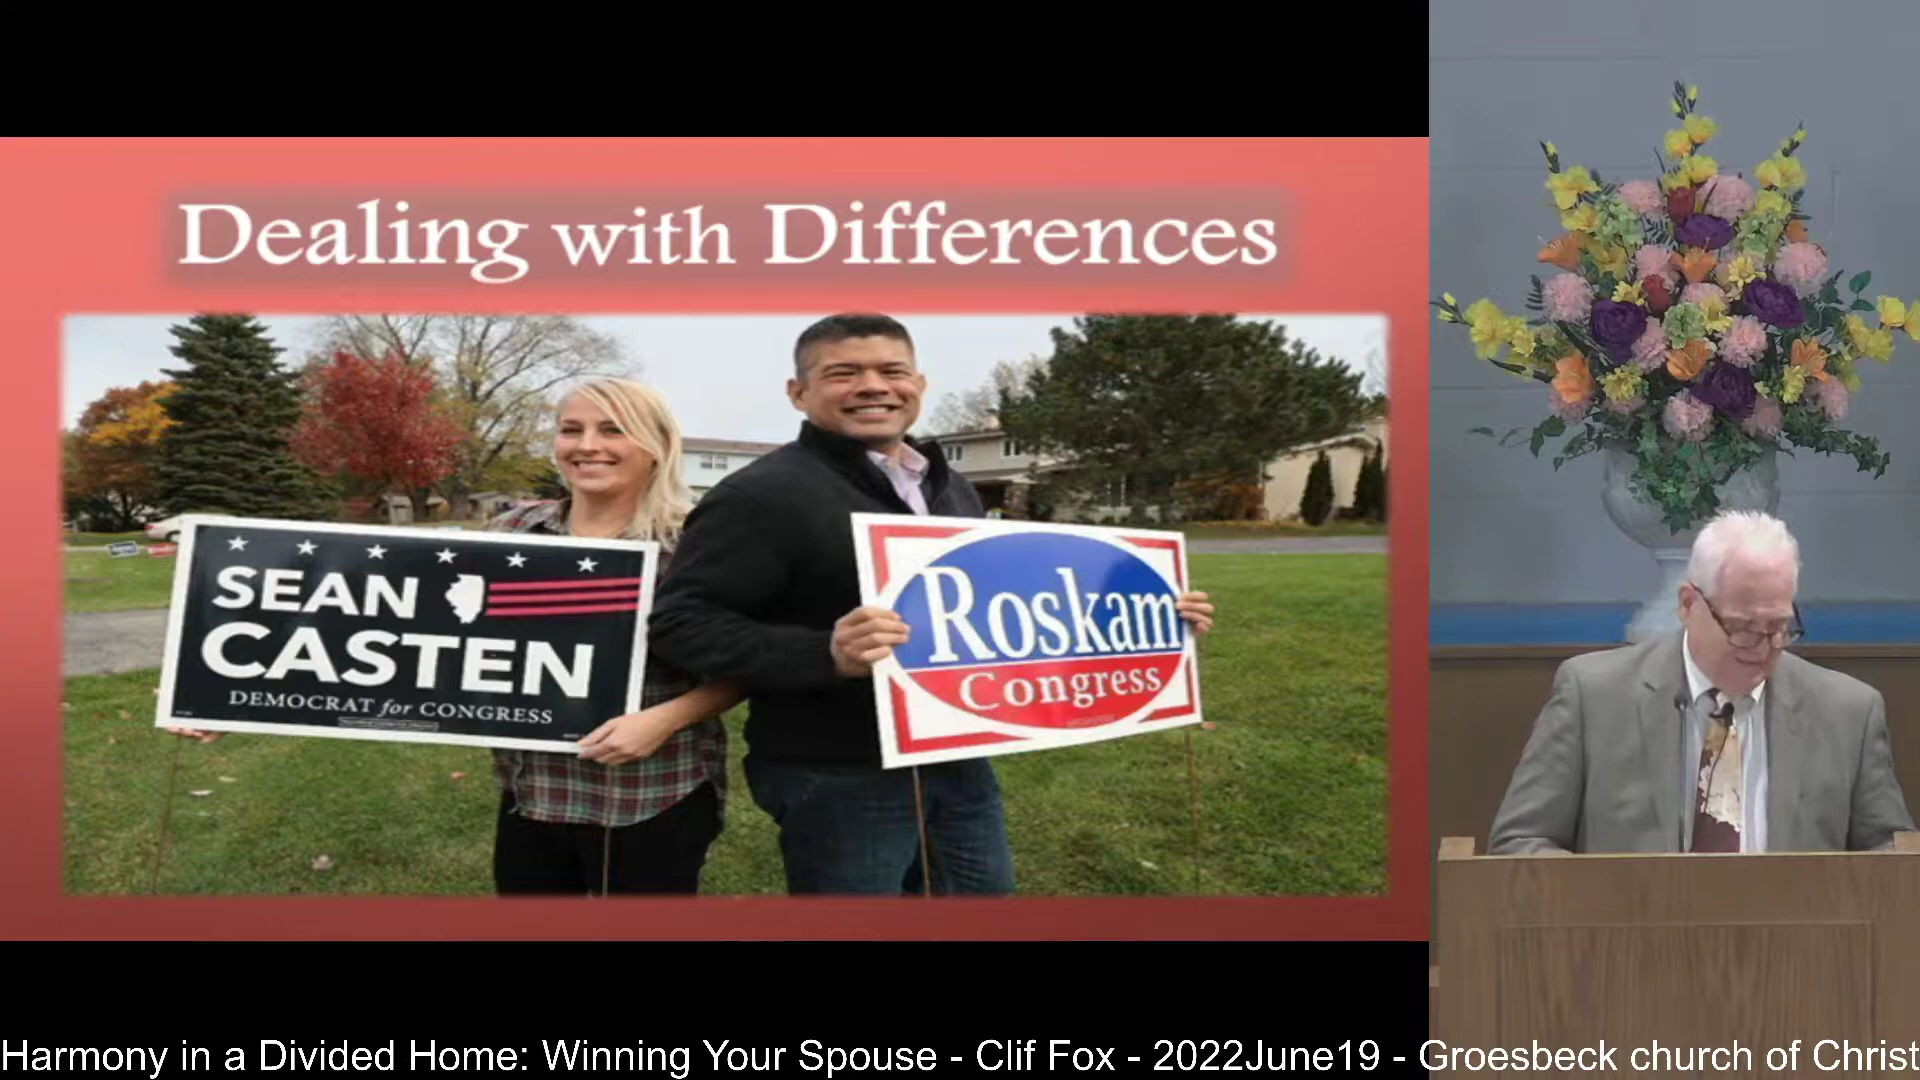 Dealing with Differences
SEAN
CASTEN
DEMOCRAT for CONGRESS
Roskam
Congress
Harmony in a Divided Home: Winning Your Spouse - Clif Fox - 2022June19 - Groesbeck church of Christ